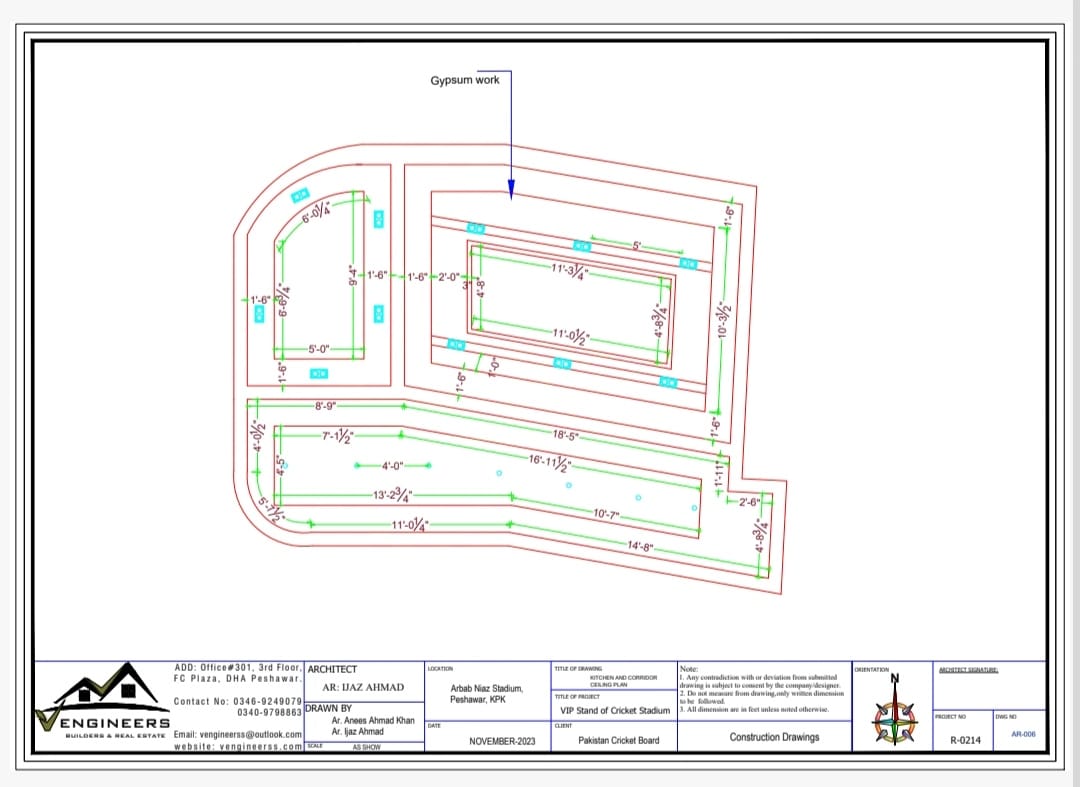 Gypsum work
6'-0¼"
1'-6"
5'
11'-3¼"
9'-4"
1'-6"
1'-6"
2'-0"
3"
4'-8"
1'-6"
6'-6¾"
4'-8¾"
10'-3½"
11'-0½"
5'-0"
1'-6"
1'-0"
1'-6"
8'-9"
1'-6"
4'-0½"
7'-1½"
18'-5"
4'-5"
4'-0"
16'-11½"
1'-11"
13'-2¾"
2'-6"
5'-7½"
10'-7"
11'-0¼"
4'-8¾"
14'-8"
VENGINEERS
BUILDERS & REAL ESTATE
ADD: Office#301, 3rd Floor,
FC Plaza, DHA Peshawar.
Contact No: 0346-9249079
0340-9798863
Email: vengineerss@outlook.com
website: vengineerss.com
ARCHITECT
AR: IJAZ AHMAD
DRAWN BY
Ar. Anees Ahmad Khan
Ar. Ijaz Ahmad
SCALE
AS SHOW
LOCATION
Arbab Niaz Stadium,
Peshawar, KPK
DATE
NOVEMBER-2023
TITLE OF DRAWING
KITCHEN AND CORRIDOR
CEILING PLAN
TITLE OF PROJECT
VIP Stand of Cricket Stadium
CLIENT
Pakistan Cricket Board
Note:
1. Any contradiction with or deviation from submitted
drawing is subject to consent by the company/designer.
2. Do not measure from drawing,only written dimension
to be followed.
3. All dimension are in feet unless noted otherwise.
Construction Drawings
ORIENTATION
N
ARCHITECT SIGNATURE:
PROJECT NO
R-0214
DWG NO
AR-006